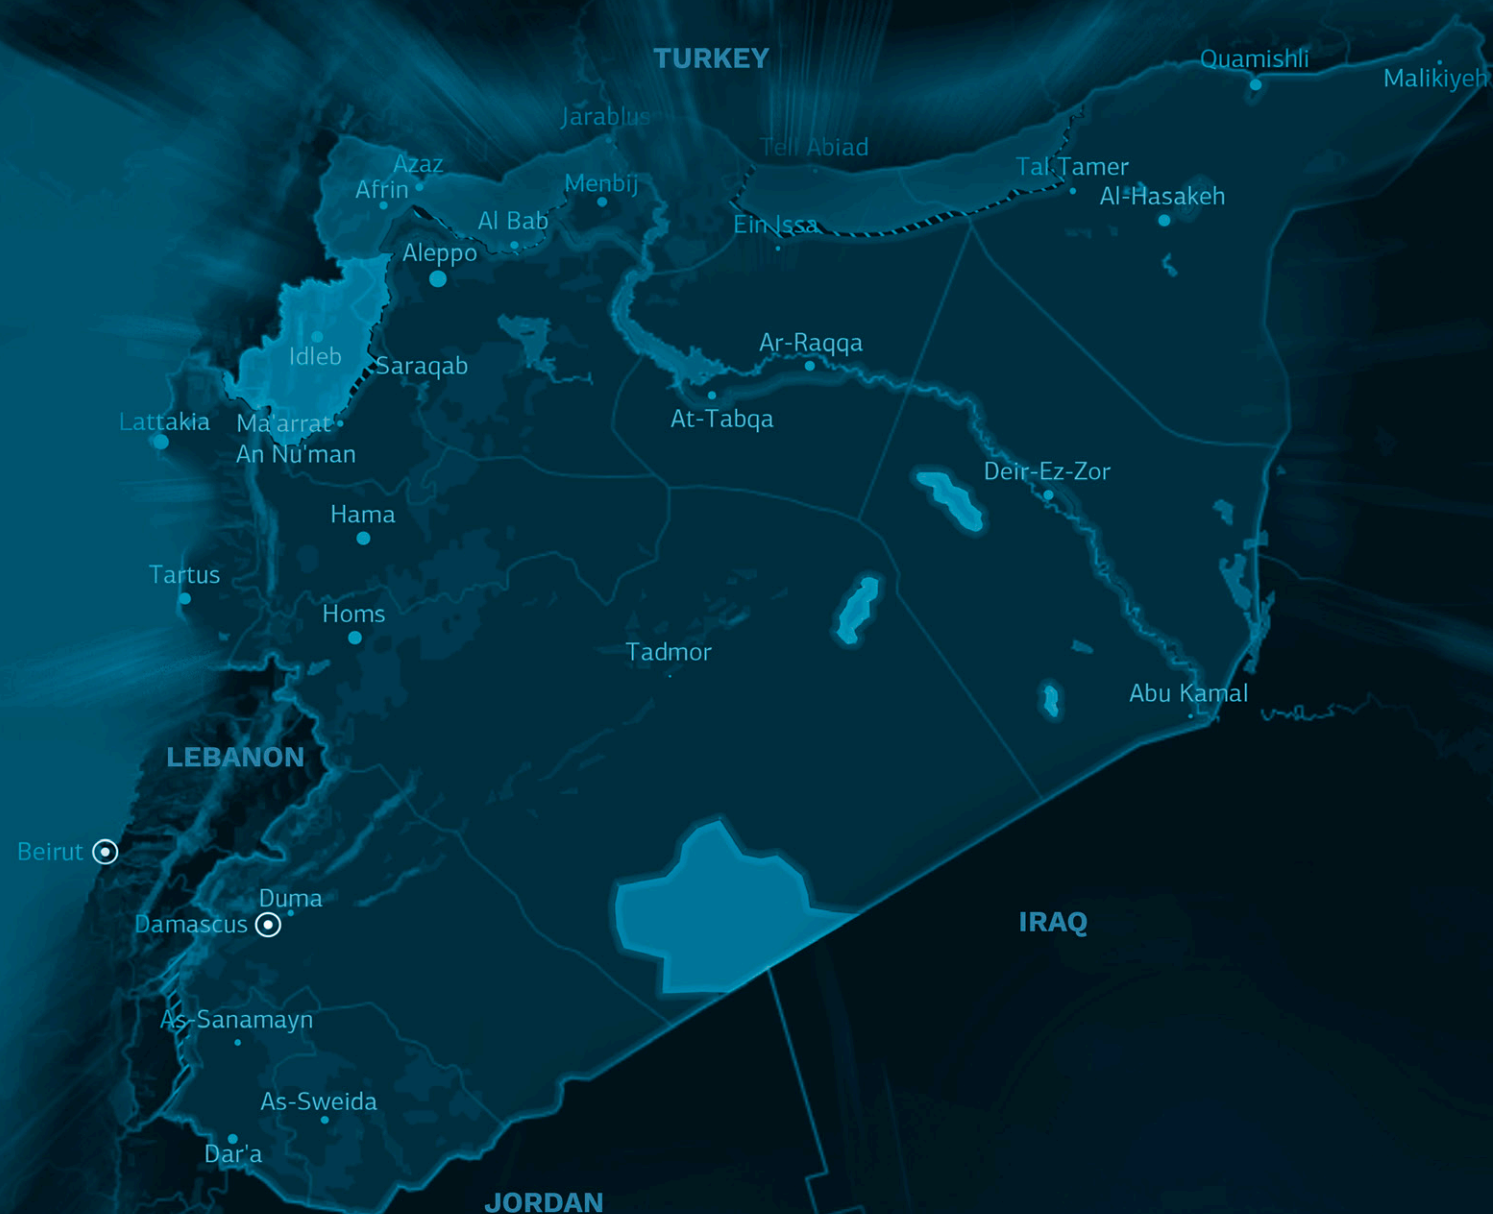 TURKEY
Quamishli
Malikiyeh
Jarablus
Tell Abiad
Azaz
Tal Tamer
Afrin
Menbij
Al-Hasakeh
Al Bab
Ein Issa
Aleppo
Ar-Raqqa
Idleb
Saraqab
At-Tabqa
Lattakia
Ma'arrat
An Nu'man
Deir-Ez-Zor
Hama
Tartus
Homs
Tadmor
Abu Kamal
LEBANON
Beirut
Duma
Damascus
IRAQ
As-Sanamayn
As-Sweida
Dar'a
JORDAN